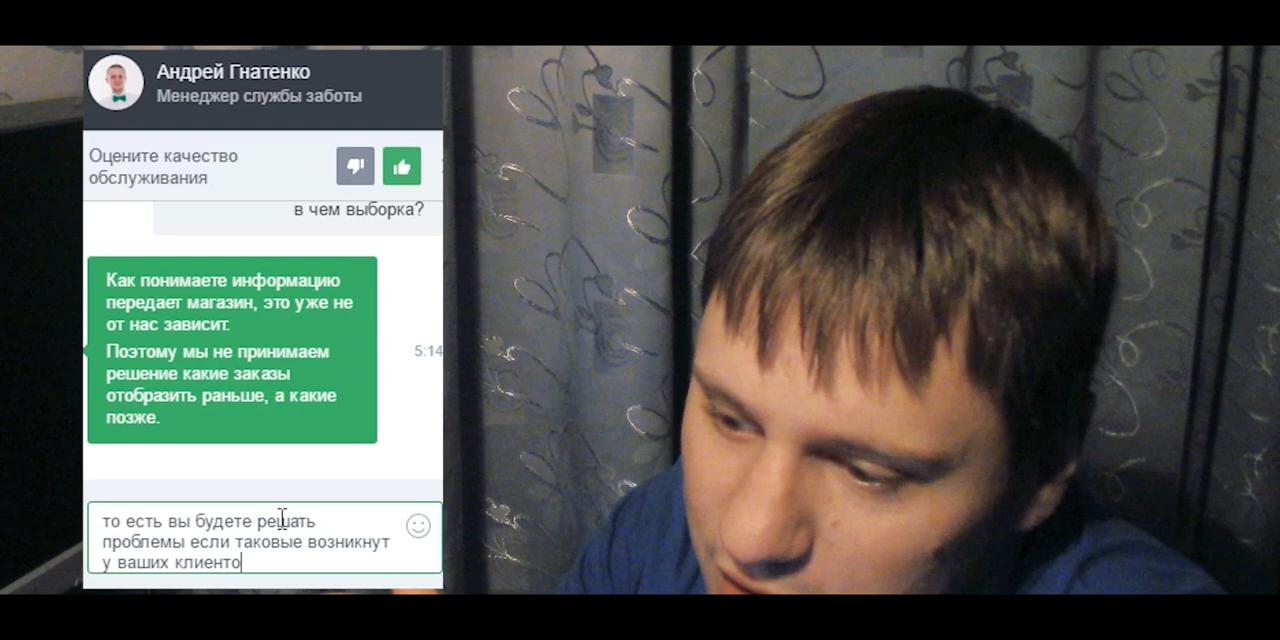 Андрей Гнатенко
Менеджер службы заботы
Оцените качество
обслуживания
в чем выборка?
Как понимаете информацию
передает магазин, это уже не
от нас зависит.
Поэтому мы не принимаем
решение какие заказы
отобразить раньше, а какие
позже.
5:14
то есть вы будете решать
проблемы если таковые возникнут
у ваших клиенто